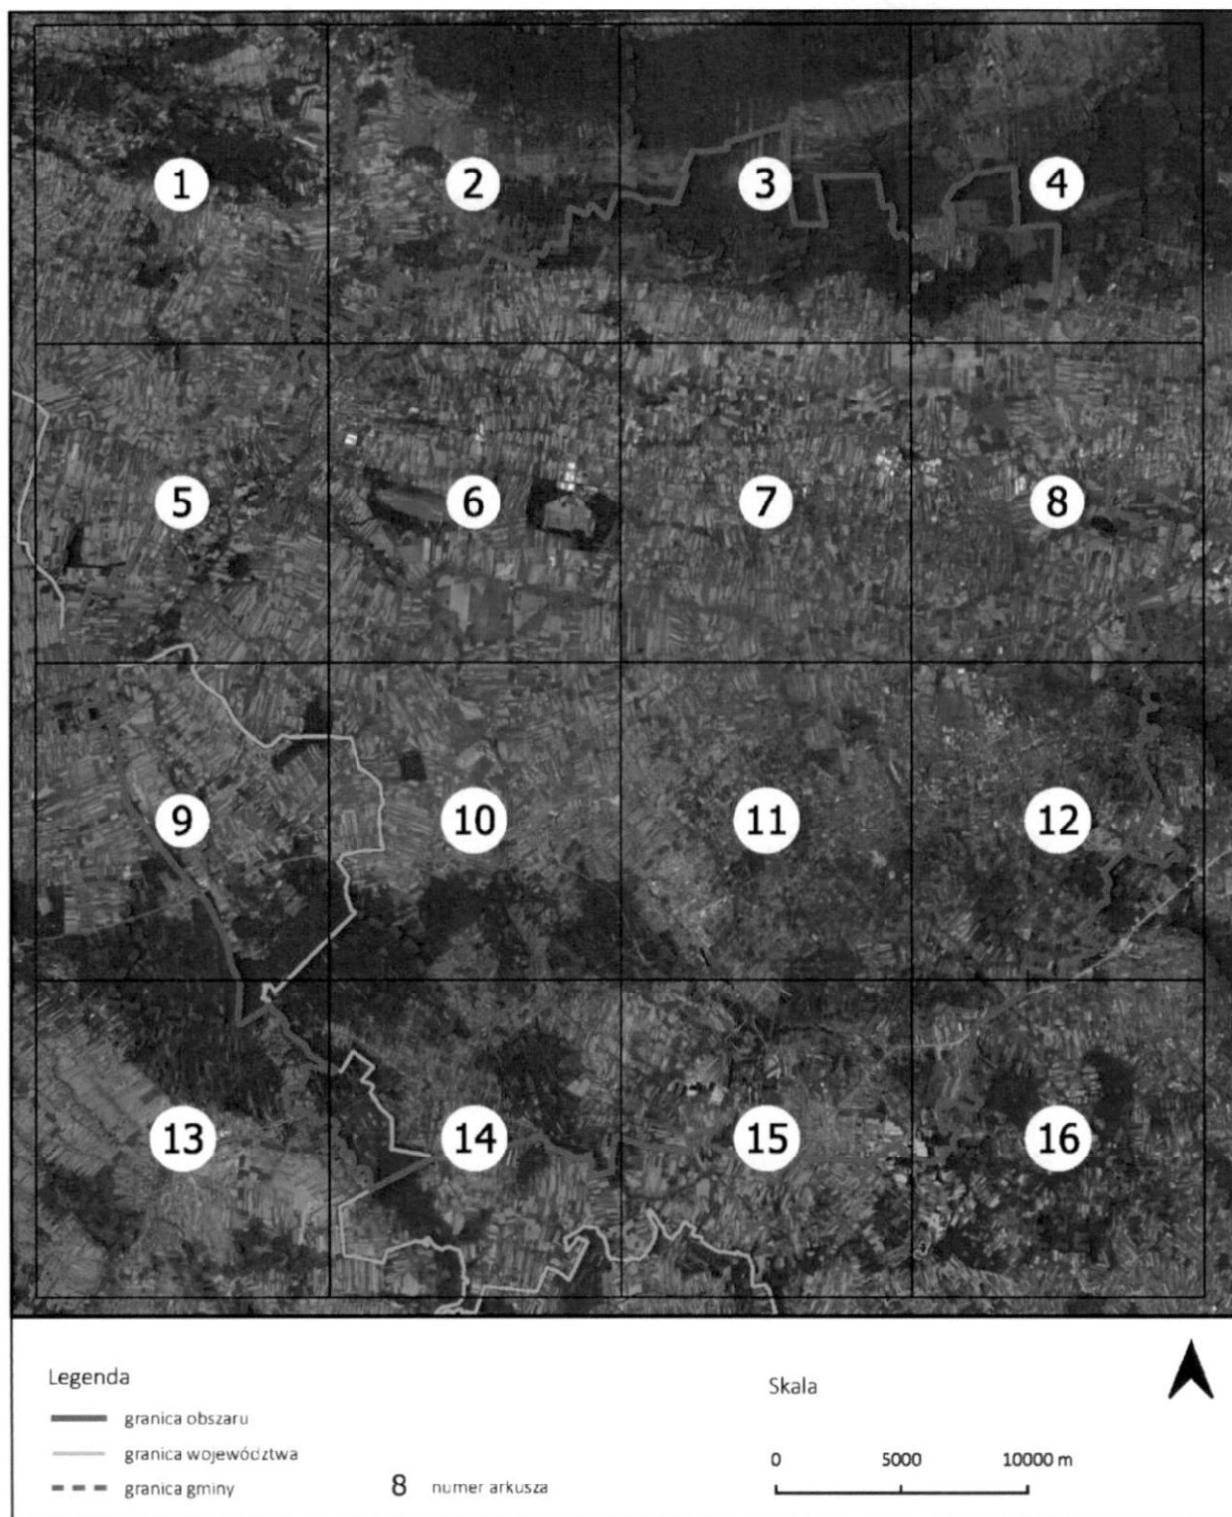 1 2 3 4
5 6 7 8
9 10 11 12
13 14 15 16
Legenda
Skala
granica obszaru
granica województwa
0 5000 10000 m
granica gminy 8 numer arkusza